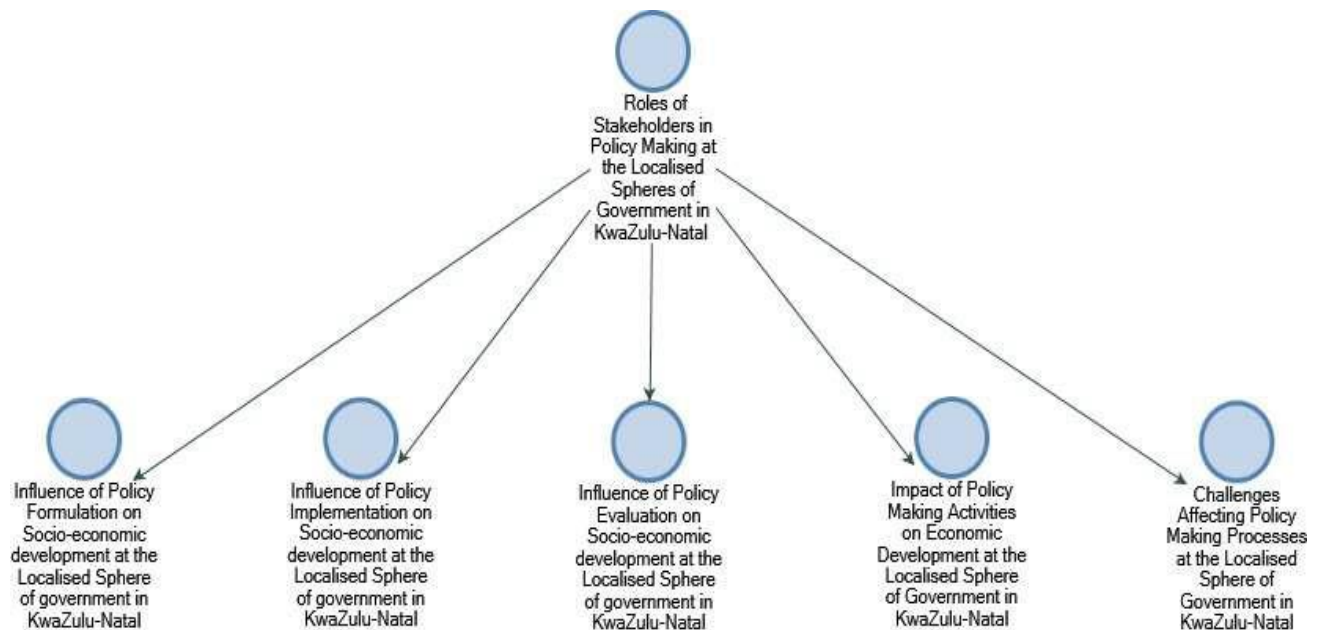 Roles of
Stakeholders in
Policy Making at
the Localised
Spheres of
Government in
KwaZulu-Natal
Influence of Policy
Formulation on
Socio-economic
development at the
Localised Sphere
of government in
KwaZulu-Natal
Influence of Policy
Implementation on
Socio-economic
development at the
Localised Sphere
of government in
KwaZulu-Natal
Influence of Policy
Evaluation on
Socio-economic
development at the
Localised Sphere
of government in
KwaZulu-Natal
Impact of Policy
Making Activities
on Economic
Development at the
Localised Sphere
of Government in
KwaZulu-Natal
Challenges
Affecting Policy
Making Processes
at the Localised
Sphere of
Government in
KwaZulu-Natal